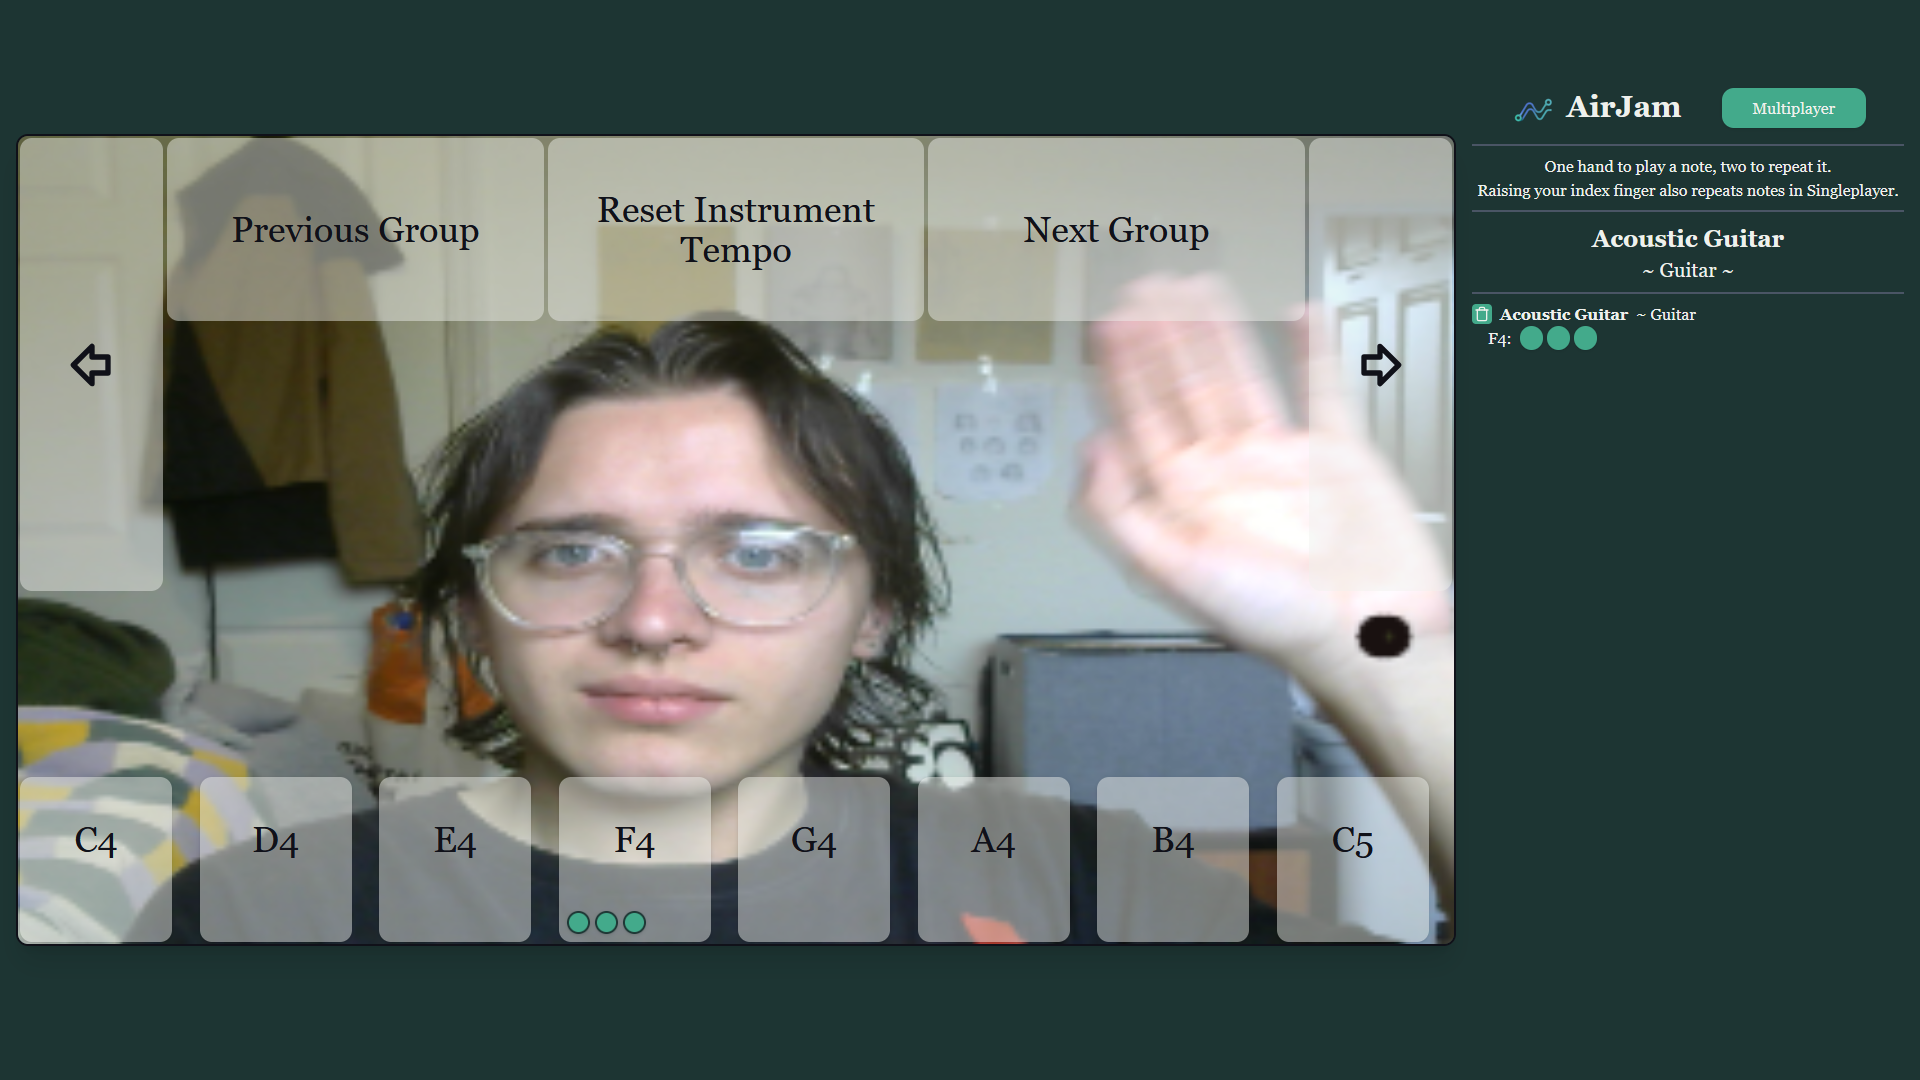 AirJam
Multiplayer
One hand to play a note, two to repeat it.
Raising your index finger also repeats notes in Singleplayer.
Acoustic Guitar
~ Guitar ~
Acoustic Guitar ~ Guitar
F4:
Previous Group
Reset Instrument
Tempo
Next Group
C4
D4
E4
F4
G4
A4
B4
C5